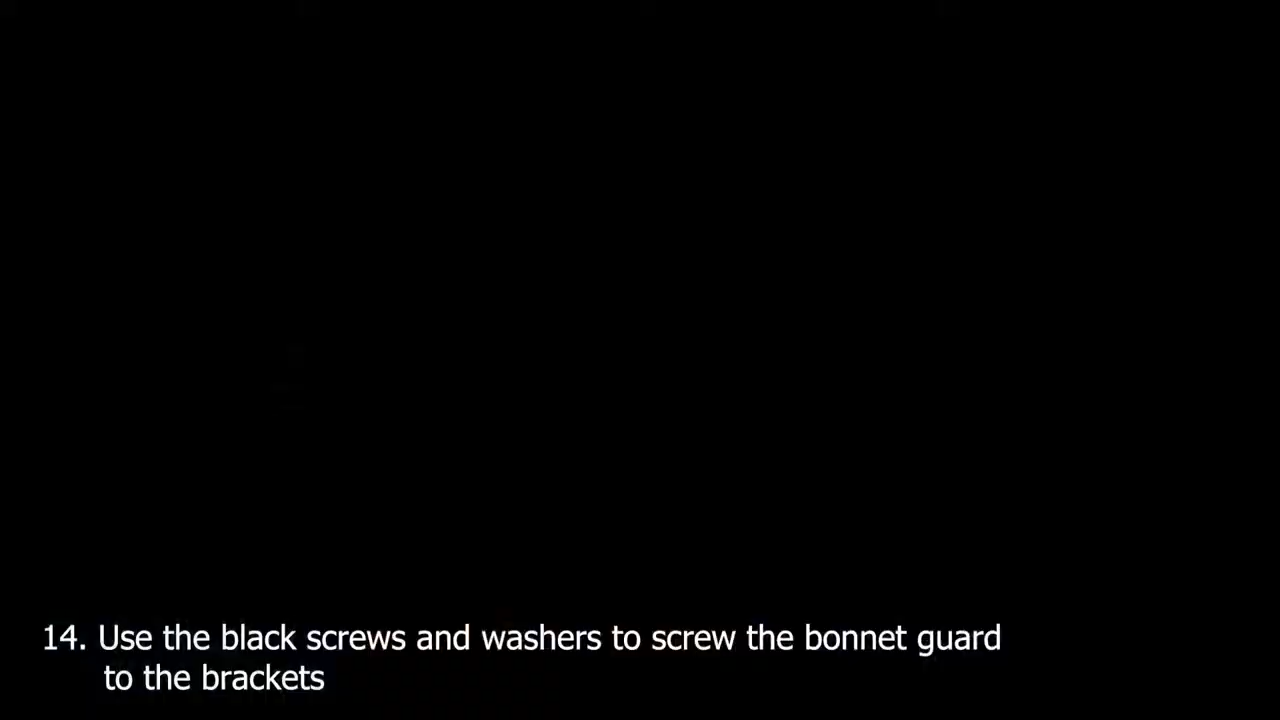 14. Use the black screws and washers to screw the bonnet guard
to the brackets